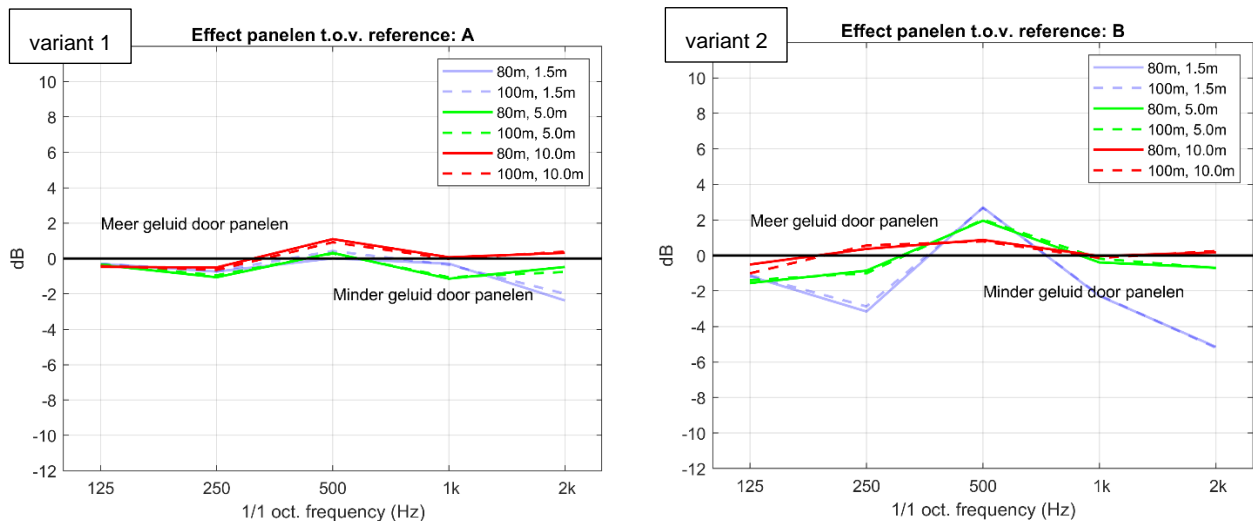 variant 1
Effect panelen t.o.v. reference: A
10
8
6
4
2
0
-2
-4
-6
-8
-10
-12
dB
80m, 1.5m
100m, 1.5m
80m, 5.0m
100m, 5.0m
80m, 10.0m
100m, 10.0m
Meer geluid door panelen
Minder geluid door panelen
125 250 500 1k 2k
1/1 oct. frequency (Hz)
variant 2
Effect panelen t.o.v. reference: B
10
8
6
4
2
0
-2
-4
-6
-8
-10
-12
dB
80m, 1.5m
100m, 1.5m
80m, 5.0m
100m, 5.0m
80m, 10.0m
100m, 10.0m
Meer geluid door panelen
Minder geluid door panelen
125 250 500 1k 2k
1/1 oct. frequency (Hz)